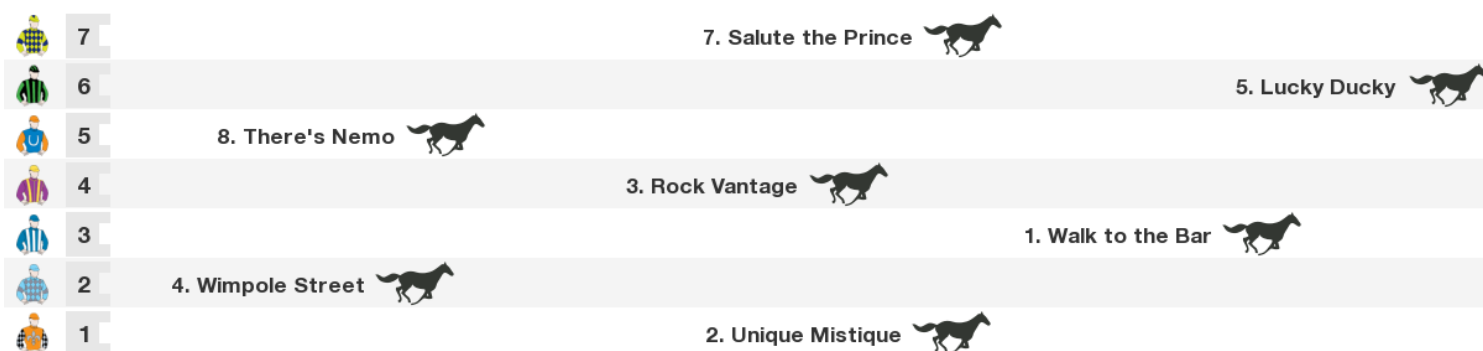 7 7. Salute the Prince
6 5. Lucky Ducky
5 8. There's Nemo
4 3. Rock Vantage
3 1. Walk to the Bar
2 4. Wimpole Street
1 2. Unique Mistique